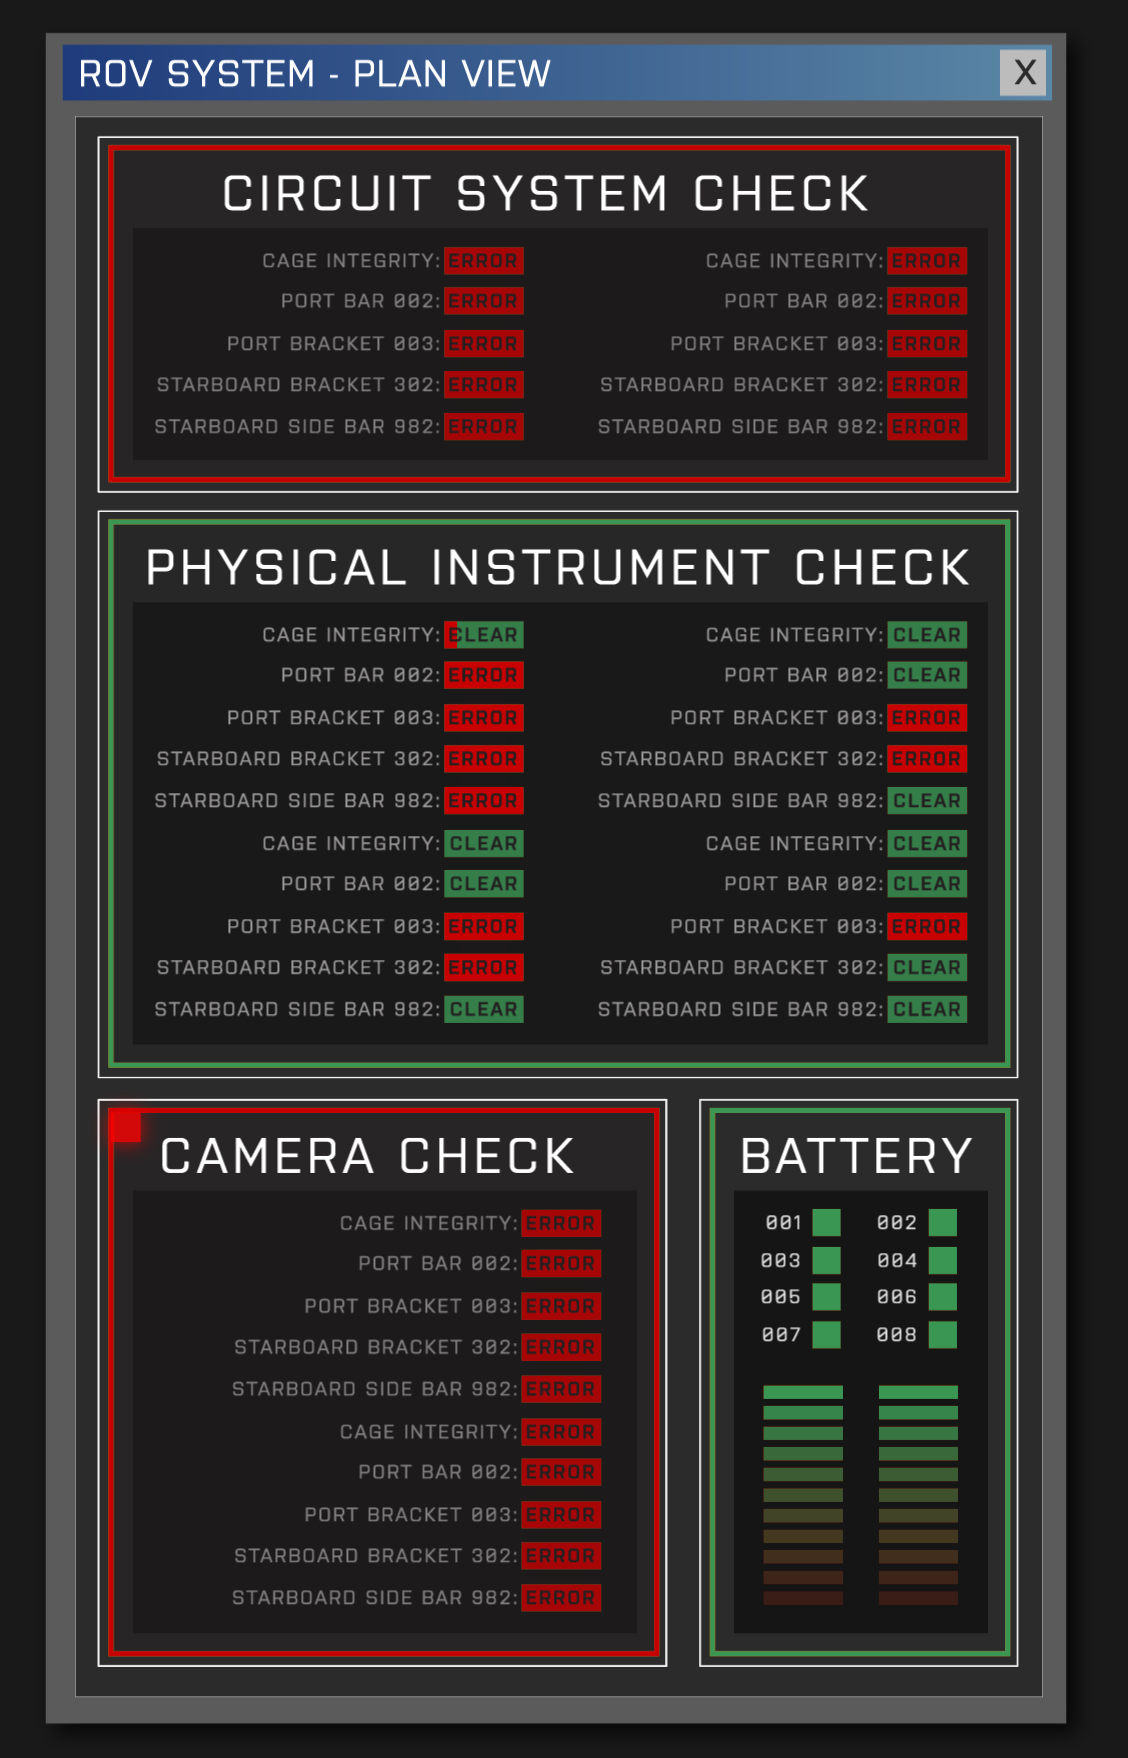 ROV SYSTEM - PLAN VIEW X
CIRCUIT SYSTEM CHECK
CAGE INTEGRITY: ERROR CAGE INTEGRITY: ERROR
PORT BAR 002: ERROR PORT BAR 002: ERROR
PORT BRACKET 003: ERROR PORT BRACKET 003: ERROR
STARBOARD BRACKET 302: ERROR STARBOARD BRACKET 302: ERROR
STARBOARD SIDE BAR 982: ERROR STARBOARD SIDE BAR 982: ERROR
PHYSICAL INSTRUMENT CHECK
CAGE INTEGRITY: CLEAR CAGE INTEGRITY: CLEAR
PORT BAR 002: ERROR PORT BAR 002: CLEAR
PORT BRACKET 003: ERROR PORT BRACKET 003: ERROR
STARBOARD BRACKET 302: ERROR STARBOARD BRACKET 302: ERROR
STARBOARD SIDE BAR 982: ERROR STARBOARD SIDE BAR 982: CLEAR
CAGE INTEGRITY: CLEAR CAGE INTEGRITY: CLEAR
PORT BAR 002: CLEAR PORT BAR 002: CLEAR
PORT BRACKET 003: ERROR PORT BRACKET 003: ERROR
STARBOARD BRACKET 302: ERROR STARBOARD BRACKET 302: CLEAR
STARBOARD SIDE BAR 982: CLEAR STARBOARD SIDE BAR 982: CLEAR
CAMERA CHECK
CAGE INTEGRITY: ERROR
PORT BAR 002: ERROR
PORT BRACKET 003: ERROR
STARBOARD BRACKET 302: ERROR
STARBOARD SIDE BAR 982: ERROR
CAGE INTEGRITY: ERROR
PORT BAR 002: ERROR
PORT BRACKET 003: ERROR
STARBOARD BRACKET 302: ERROR
STARBOARD SIDE BAR 982: ERROR
BATTERY
001 002
003 004
005 006
007 008